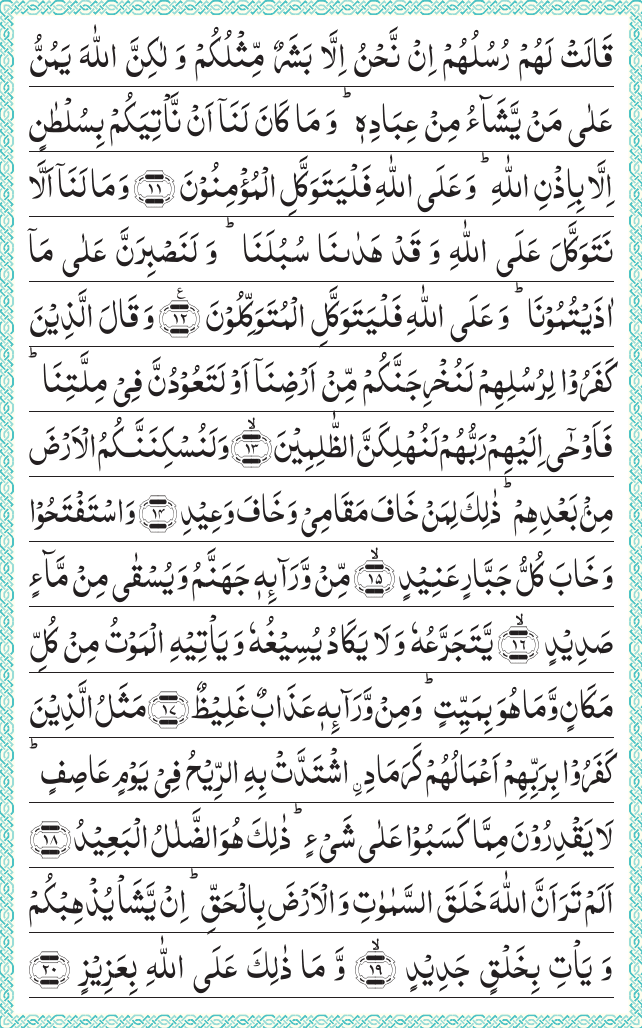 قَالَتْ لَهُمْ رُسُلُهُمْ اِنْ نَّحْنُ اِلَّا بَشَرٌ مِّثْلُكُمْ وَ لٰكِنَّ اللّٰهَ يَمُنُّ
عَلٰى مَنْ يَّشَآءُ مِنْ عِبَادِهٖ ؕ وَ مَا كَانَ لَنَاۤ اَنْ نَّاْتِيَكُمْ بِسُلْطٰنٍ
اِلَّا بِاِذْنِ اللّٰهِ ؕ وَ عَلَى اللّٰهِ فَلْيَتَوَكَّلِ الْمُؤْمِنُوْنَ ﴿۱۱﴾ وَ مَا لَنَاۤ اَلَّا
نَتَوَكَّلَ عَلَى اللّٰهِ وَ قَدْ هَدٰىنَا سُبُلَنَا ؕ وَ لَنَصْبِرَنَّ عَلٰى مَاۤ
اٰذَيْتُمُوْنَا ؕ وَ عَلَى اللّٰهِ فَلْيَتَوَكَّلِ الْمُتَوَكِّلُوْنَ ﴿۱۲﴾ ع وَ قَالَ الَّذِيْنَ
كَفَرُوْا لِرُسُلِهِمْ لَنُخْرِجَنَّكُمْ مِّنْ اَرْضِنَاۤ اَوْ لَتَعُوْدُنَّ فِيْ مِلَّتِنَا ؕ
فَاَوْحٰۤى اِلَيْهِمْ رَبُّهُمْ لَنُهْلِكَنَّ الظّٰلِمِيْنَ ﴿۱۳﴾ ۙ وَ لَنُسْكِنَنَّكُمُ الْاَرْضَ
مِنْۢ بَعْدِهِمْ ؕ ذٰلِكَ لِمَنْ خَافَ مَقَامِيْ وَ خَافَ وَعِيْدِ ﴿۱۴﴾ وَ اسْتَفْتَحُوْا
وَ خَابَ كُلُّ جَبَّارٍ عَنِيْدٍ ﴿۱۵﴾ ۙ مِّنْ وَّرَآىِٕهٖ جَهَنَّمُ وَ يُسْقٰى مِنْ مَّآءٍ
صَدِيْدٍ ﴿۱۶﴾ ۙ يَّتَجَرَّعُهٗ وَ لَا يَكَادُ يُسِيْغُهٗ وَ يَاْتِيْهِ الْمَوْتُ مِنْ كُلِّ
مَكَانٍ وَّ مَا هُوَ بِمَيِّتٍ ؕ وَ مِنْ وَّرَآىِٕهٖ عَذَابٌ غَلِيْظٌ ﴿۱۷﴾ مَثَلُ الَّذِيْنَ
كَفَرُوْا بِرَبِّهِمْ اَعْمَالُهُمْ كَرَمَادِ ِ۟اشْتَدَّتْ بِهِ الرِّيْحُ فِيْ يَوْمٍ عَاصِفٍ ؕ
لَا يَقْدِرُوْنَ مِمَّا كَسَبُوْا عَلٰى شَيْءٍ ؕ ذٰلِكَ هُوَ الضَّلٰلُ الْبَعِيْدُ ﴿۱۸﴾
اَلَمْ تَرَ اَنَّ اللّٰهَ خَلَقَ السَّمٰوٰتِ وَ الْاَرْضَ بِالْحَقِّ ؕ اِنْ يَّشَاْ يُذْهِبْكُمْ
وَ يَاْتِ بِخَلْقٍ جَدِيْدٍ ﴿۱۹﴾ ۙ وَّ مَا ذٰلِكَ عَلَى اللّٰهِ بِعَزِيْزٍ ﴿۲۰﴾